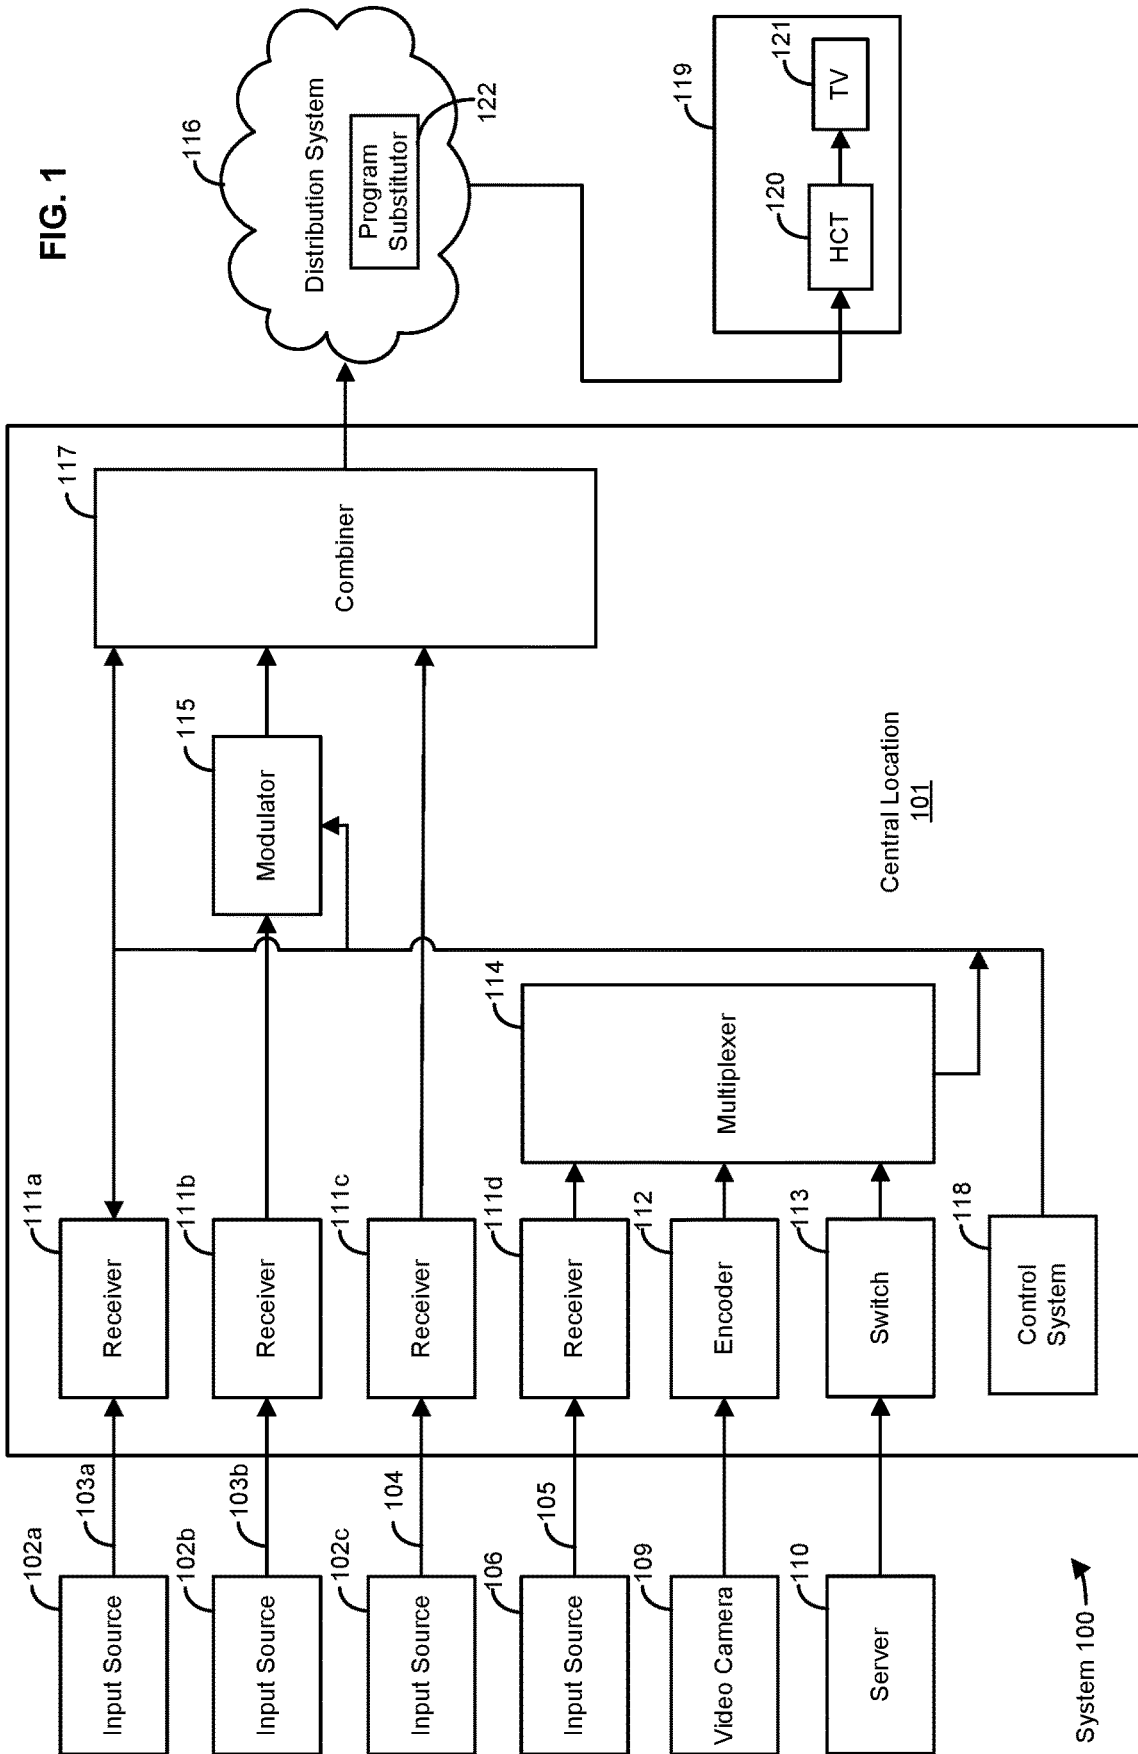 FIG. 1
102a
Input Source
103a
111a
Receiver
102b
Input Source
103b
111b
Receiver
102c
Input Source
104
111c
Receiver
106
Input Source
105
111d
Receiver
109
Video Camera
112
Encoder
110
Server
113
Switch
118
Control
System
114
Multiplexer
115
Modulator
117
Combiner
Central Location
101
116
Distribution System
Program
Substitutor
122
119
120
HCT
121
TV
System 100